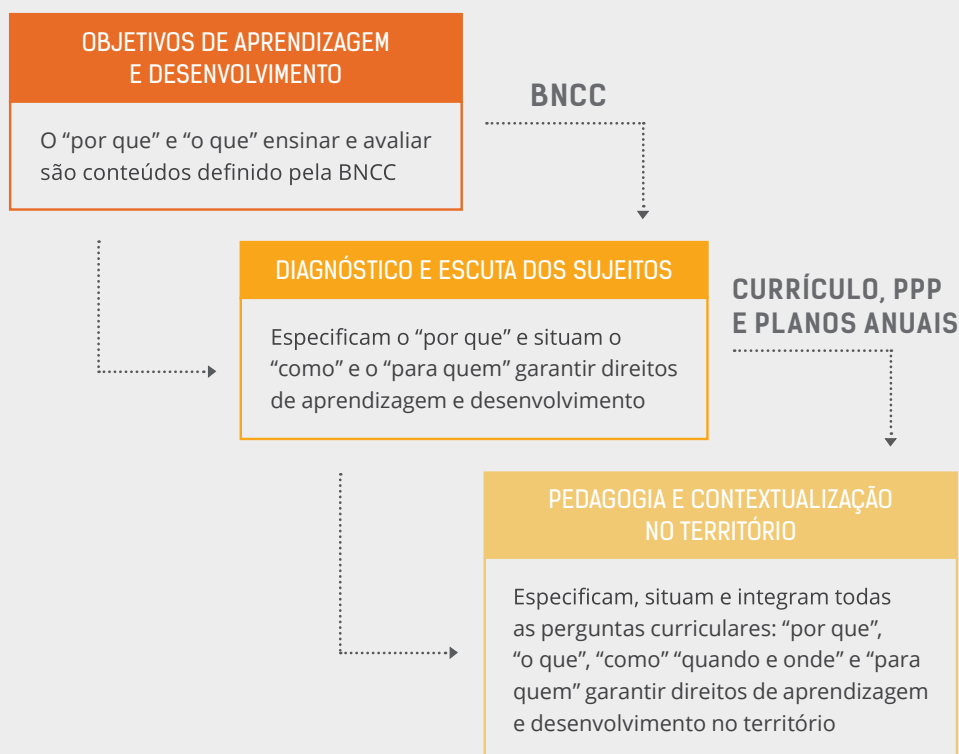 OBJETIVOS DE APRENDIZAGEM
E DESENVOLVIMENTO
O “por que” e “o que” ensinar e avaliar
são conteúdos definido pela BNCC
BNCC
DIAGNÓSTICO E ESCUTA DOS SUJEITOS
Especificam o “por que” e situam o
“como” e o “para quem” garantir direitos
de aprendizagem e desenvolvimento
CURRÍCULO, PPP
E PLANOS ANUAIS
PEDAGOGIA E CONTEXTUALIZAÇÃO
NO TERRITÓRIO
Especificam, situam e integram todas
as perguntas curriculares: “por que”,
“o que”, “como” “quando e onde” e “para
quem” garantir direitos de aprendizagem
e desenvolvimento no território